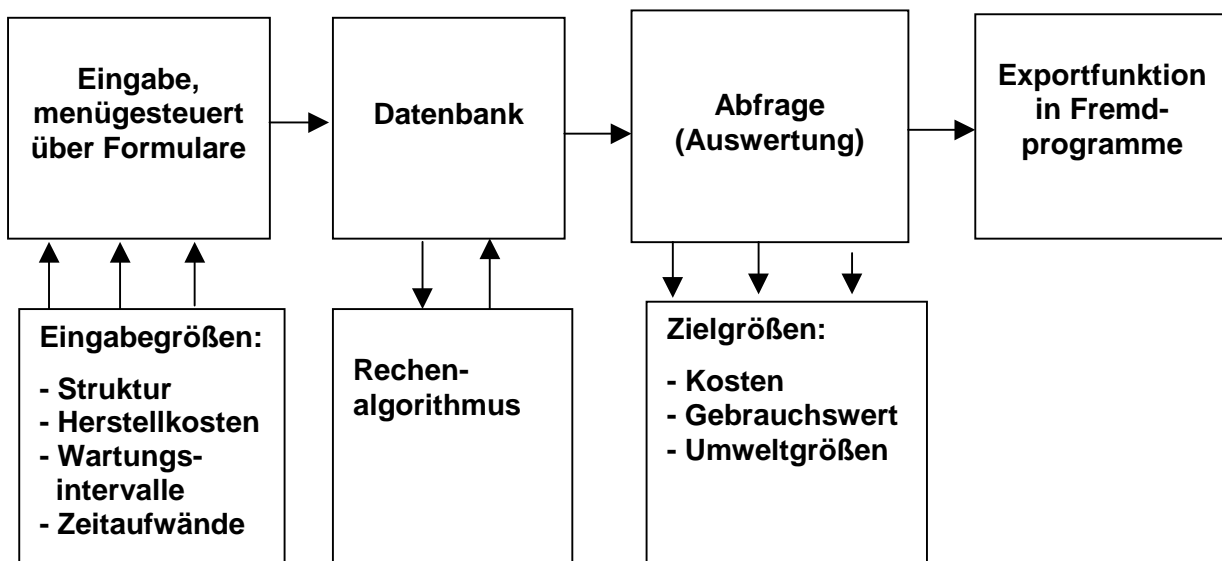 Eingabe,
menügesteuert
über Formulare
Datenbank
Abfrage
(Auswertung)
Exportfunktion
in Fremd-
programme
Eingabegrößen:
- Struktur
- Herstellkosten
- Wartungs-
intervalle
- Zeitaufwände
Rechen-
algorithmus
Zielgrößen:
- Kosten
- Gebrauchswert
- Umweltgrößen